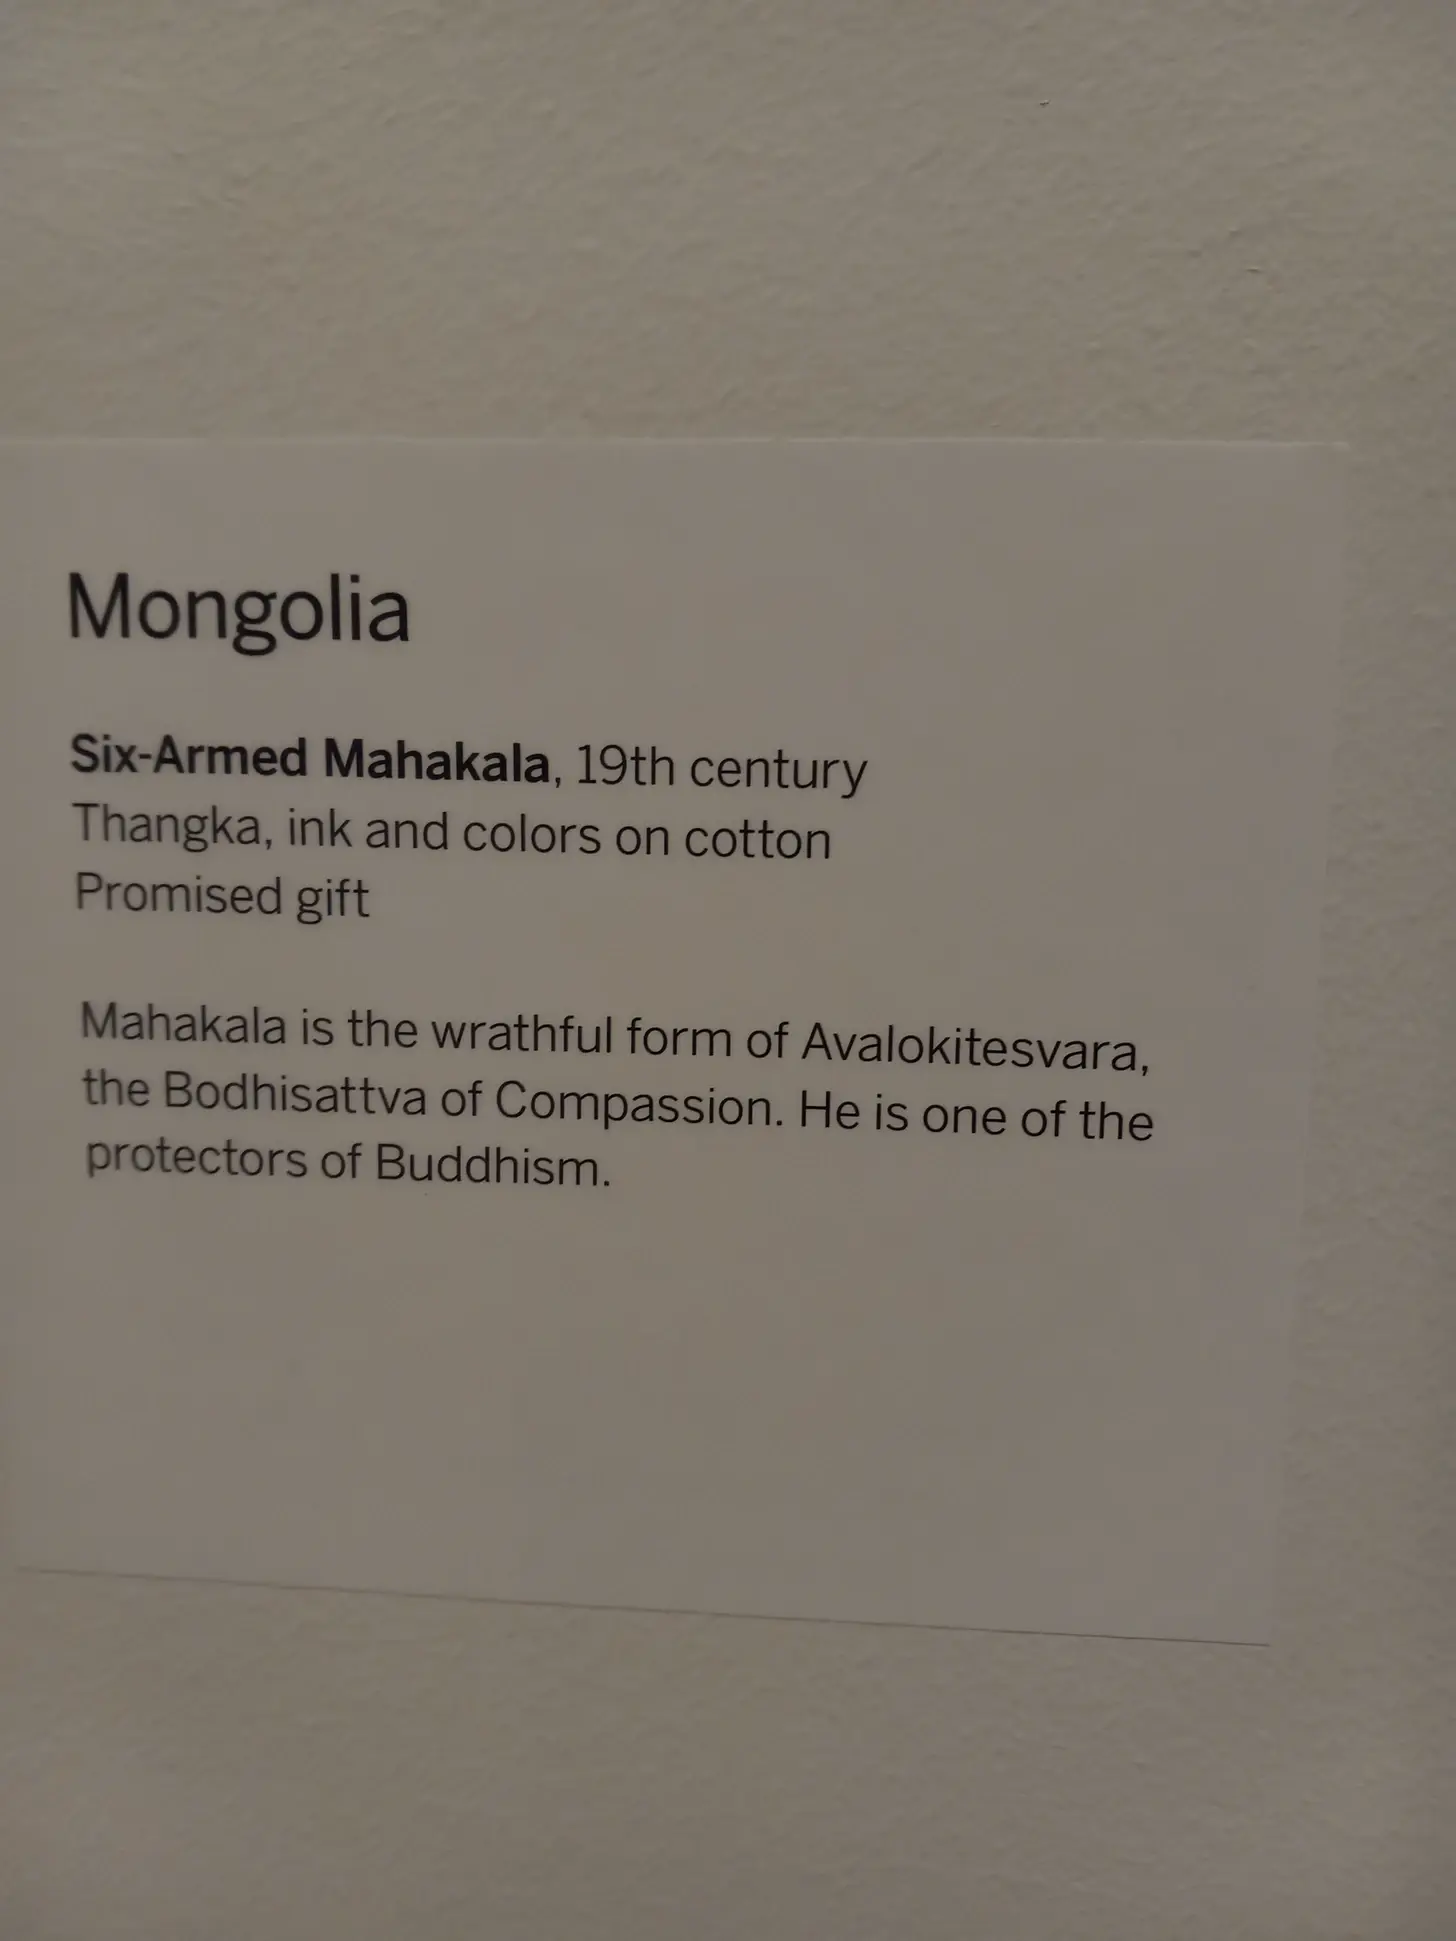 Mongolia
Six-Armed Mahakala, 19th century
Thangka, ink and colors on cotton
Promised gift
Mahakala is the wrathful form of Avalokitesvara,
the Bodhisattva of Compassion. He is one of the
protectors of Buddhism.